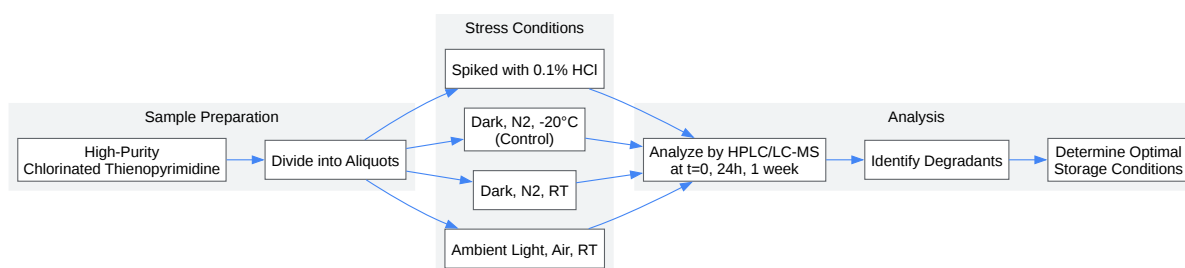 Sample Preparation
High-Purity
Chlorinated Thienopyrimidine
Divide into Aliquots
Stress Conditions
Spiked with 0.1% HCl
Dark, N2, -20°C
(Control)
Dark, N2, RT
Ambient Light, Air, RT
Analysis
Analyze by HPLC/LC-MS
at t=0, 24h, 1 week
Identify Degradants
Determine Optimal
Storage Conditions